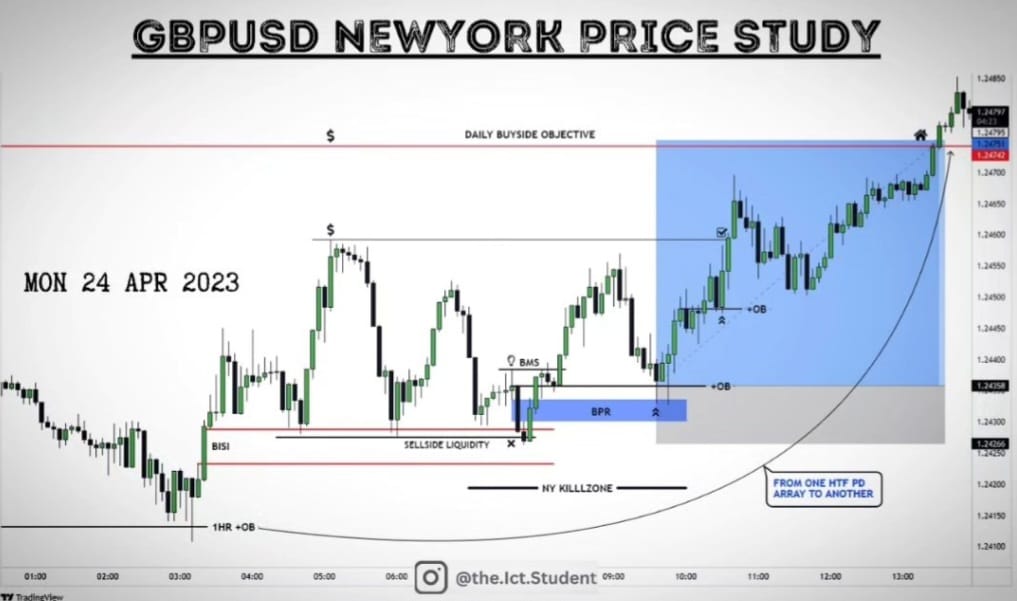 GBPUSD NEWYORK PRICE STUDY
$
DAILY BUYSIDE OBJECTIVE
$
MON 24 APR 2023
+OB
BMS
+OB
BPR
BISI
SELLSIDE LIQUIDITY
NY KILLZONE
FROM ONE HTF PD
ARRAY TO ANOTHER
1HR +OB
1.24850
1.24797
04:23
1.24795
1.24751
1.24742
1.24700
1.24650
1.24600
1.24550
1.24500
1.24450
1.24400
1.24358
1.24300
1.24266
1.24250
1.24200
1.24150
1.24100
01:00 02:00 03:00 04:00 05:00 06:00 09:00 10:00 11:00 12:00 13:00
@the.Ict.Student
TradingView